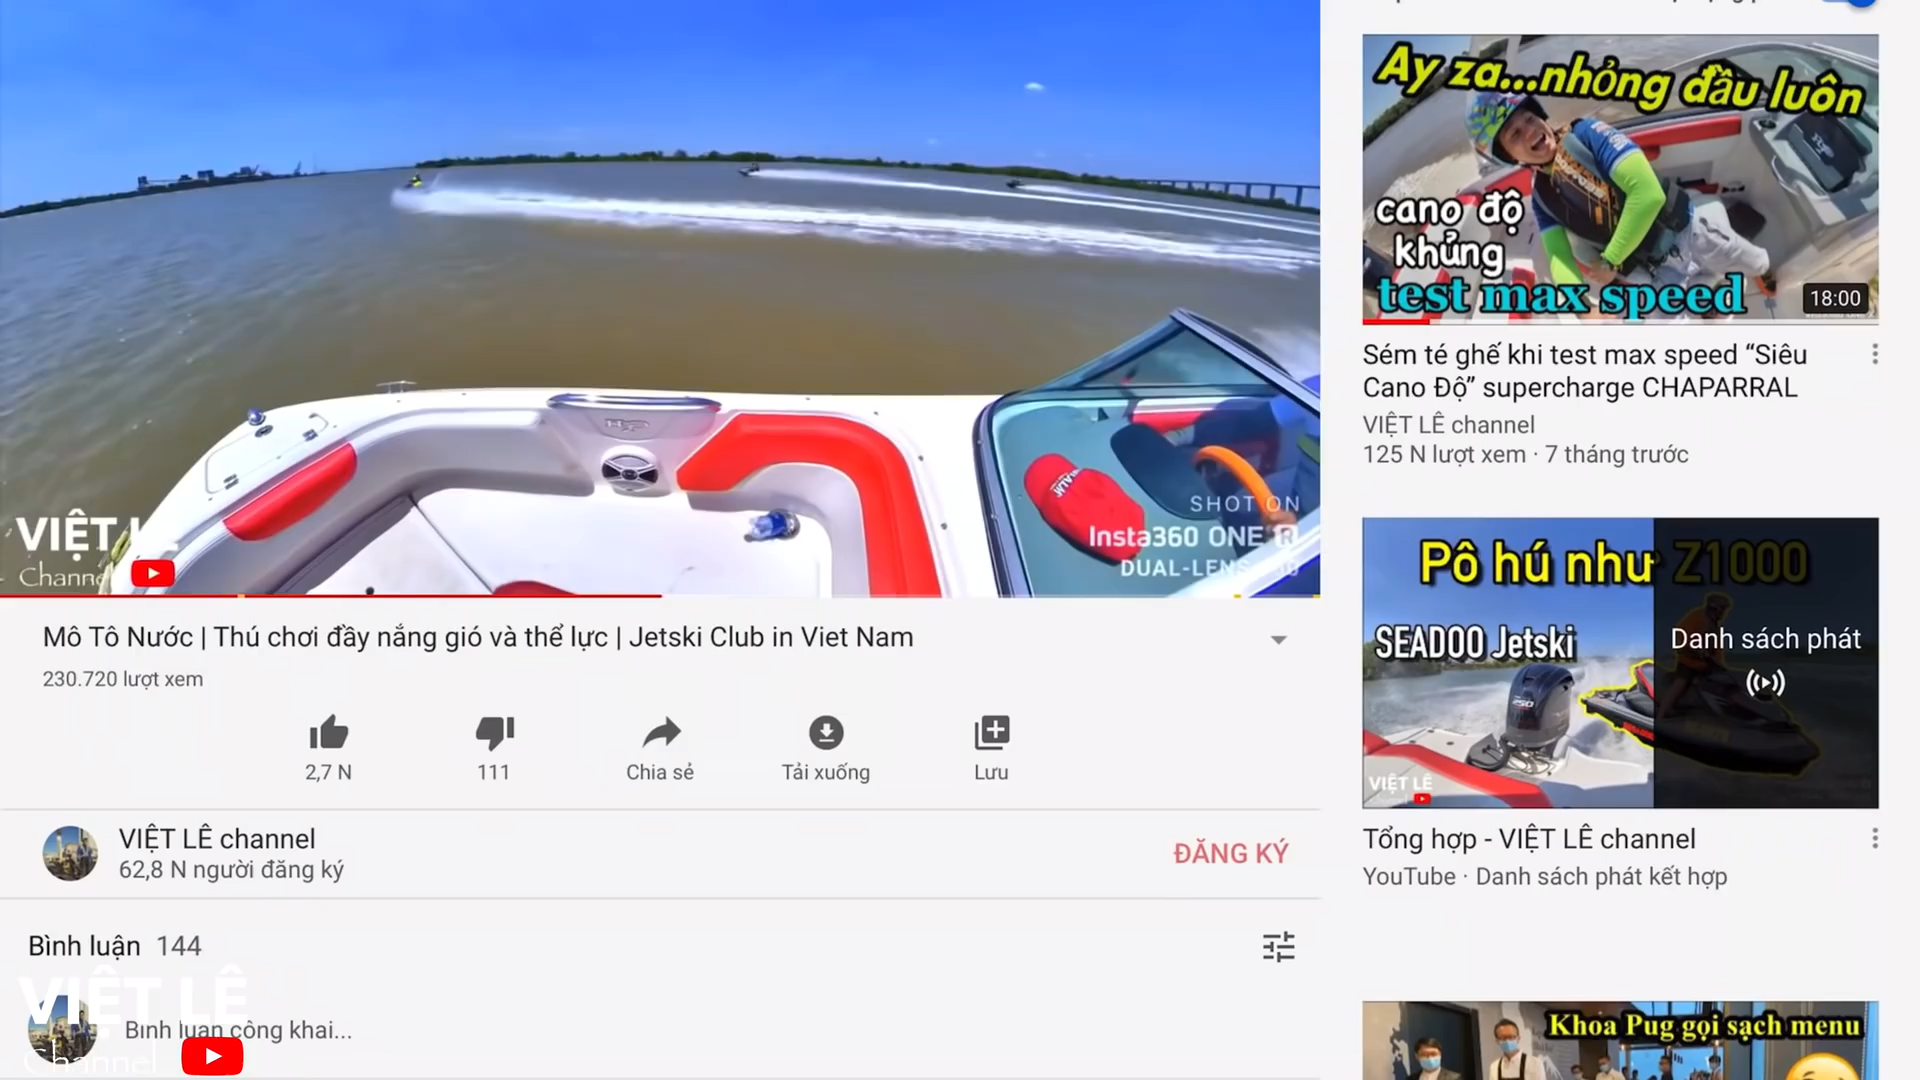 SHOT ON
Insta360 ONE R
DUAL-LENS
VIỆT L
Channe
Mô Tô Nước | Thú chơi đầy nắng gió và thể lực | Jetski Club in Viet Nam
230.720 lượt xem
2,7 N
111
Chia sẻ
Tải xuống
Lưu
VIỆT LÊ channel
62,8 N người đăng ký
ĐĂNG KÝ
Bình luận 144
VIỆT LÊ
Bình luận công khai...
Channel
Ay za...nhỏng đầu luôn
cano độ
khủng
test max speed
18:00
Sém té ghế khi test max speed “Siêu
Cano Độ” supercharge CHAPARRAL
VIỆT LÊ channel
125 N lượt xem · 7 tháng trước
Pô hú như Z1000
SEADOO Jetski
Danh sách phát
250
VIỆT LÊ
Tổng hợp - VIỆT LÊ channel
YouTube · Danh sách phát kết hợp
Khoa Pug gọi sạch menu